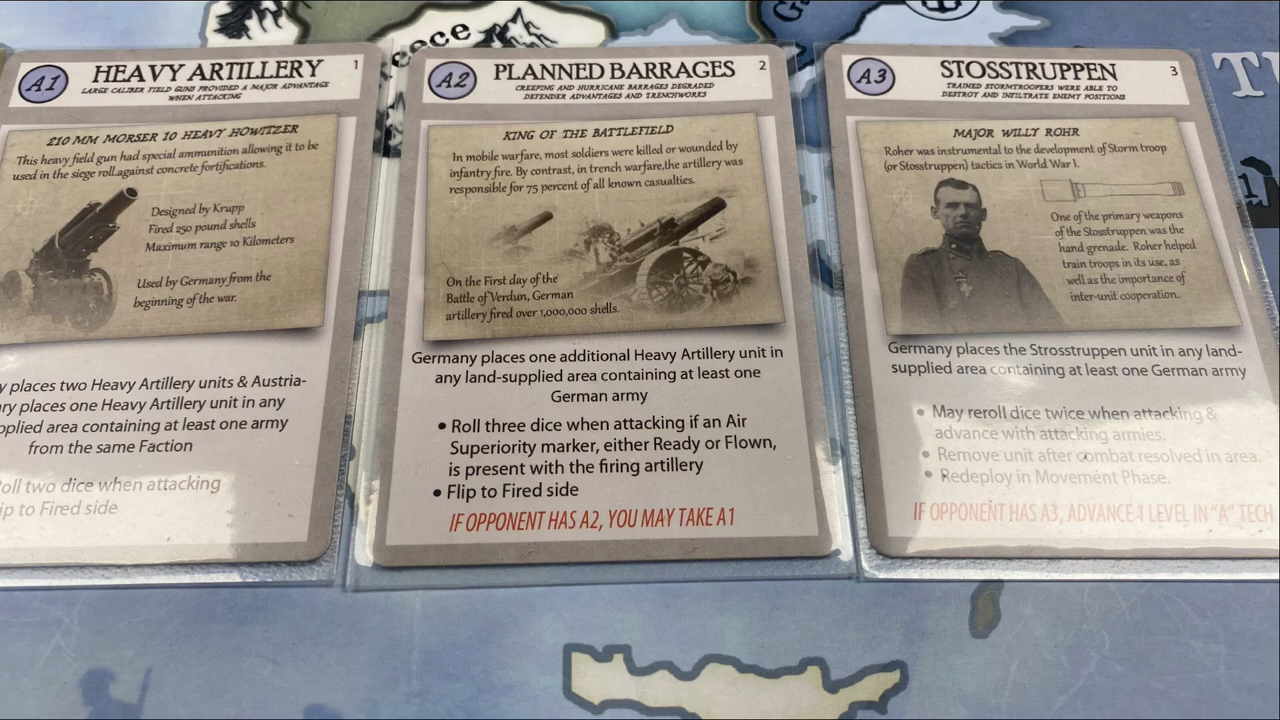 Greece
A1
HEAVY ARTILLERY
1
LARGE CALIBER FIELD GUNS PROVIDED A MAJOR ADVANTAGE
WHEN ATTACKING
£10 MM MORSER 10 HEAVY HOWITZER
This heavy field gun had special ammunition allowing it to be
used in the siege roll.against concrete fortifications.
Designed by Krupp
Fired 250 pound shells
Maximum range 10 Kilometers
Used by Germany from the
beginning of the war.
y places two Heavy Artillery units & Austria-
ary places one Heavy Artillery unit in any
pplied area containing at least one army
from the same Faction
Roll two dice when attacking
ip to Fired side
A2
PLANNED BARRAGES
2
CREEPING AND HURRICANE BARRAGES DEGRADED
DEFENDER ADVANTAGES AND TRENCHWORKS
KING OF THE BATTLEFIELD
In mobile warfare, most soldiers were killed or wounded by
infantry fire. By contrast, in trench warfare,the artillery was
responsible for 75 percent of all known casualties.
On the First day of the
Battle of Verdun, German
artillery fired over 1,000,000 shells.
Germany places one additional Heavy Artillery unit in
any land-supplied area containing at least one
German army
• Roll three dice when attacking if an Air
Superiority marker, either Ready or Flown,
is present with the firing artillery
• Flip to Fired side
IF OPPONENT HAS A2, YOU MAY TAKE A1
A3
STOSSTRUPPEN
3
TRAINED STORMTROOPERS WERE ABLE TO
DESTROY AND INFILTRATE ENEMY POSITIONS
MAJOR WILLY ROHR
Roher was instrumental to the development of Storm troop
(or Stosstruppen) tactics in World War I.
One of the primary weapons
of the Stosstruppen was the
hand grenade. Roher helped
train troops in its use, as
well as the importance of
inter-unit cooperation.
Germany places the Strosstruppen unit in any land-
supplied area containing at least one German army
• May reroll dice twice when attacking &
advance with attacking armies.
• Remove unit after combat resolved in area.
• Redeploy in Movement Phase.
IF OPPONENT HAS A3, ADVANCE 1 LEVEL IN "A" TECH